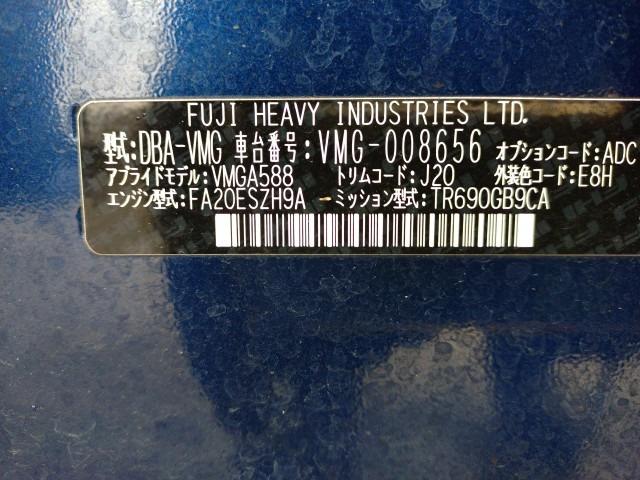 FUJI HEAVY INDUSTRIES LTD.
型式:DBA-VMG 車台番号:VMG-008656 オプションコード:ADC
アプライドモデル:VMGA588 トリムコード:J20 外装色コード:E8H
エンジン型式:FA20ESZH9A ミッション型式:TR690GB9CA